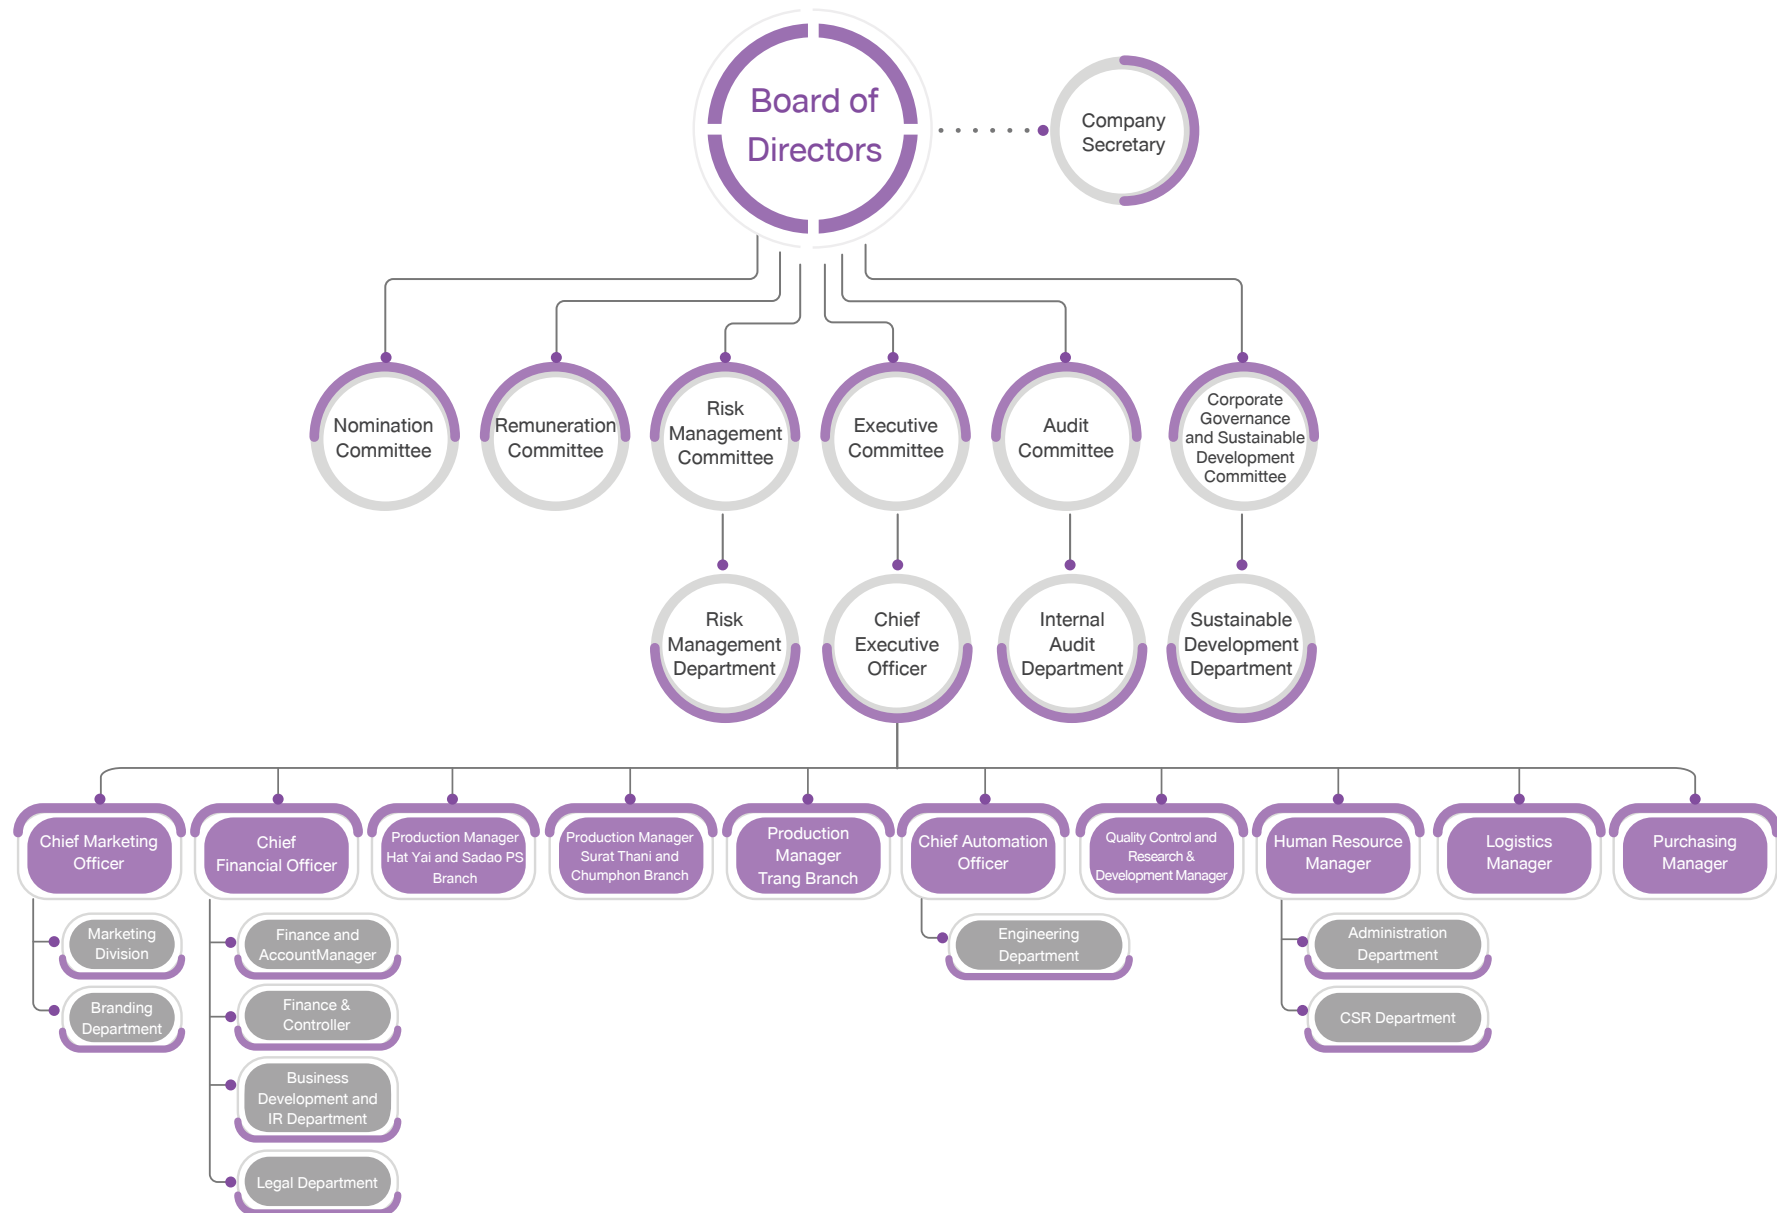 Board of
Directors
Company
Secretary
Nomination
Committee
Remuneration
Committee
Risk
Management
Committee
Executive
Committee
Audit
Committee
Corporate
Governance
and Sustainable
Development
Committee
Risk
Management
Department
Chief
Executive
Officer
Internal
Audit
Department
Sustainable
Development
Department
Chief Marketing
Officer
Chief
Financial Officer
Production Manager
Hat Yai and Sadao PS
Branch
Production Manager
Surat Thani and
Chumphon Branch
Production
Manager
Trang Branch
Chief Automation
Officer
Quality Control and
Research &
Development Manager
Human Resource
Manager
Logistics
Manager
Purchasing
Manager
Marketing
Division
Branding
Department
Finance and
AccountManager
Finance &
Controller
Business
Development and
IR Department
Legal Department
Engineering
Department
Administration
Department
CSR Department